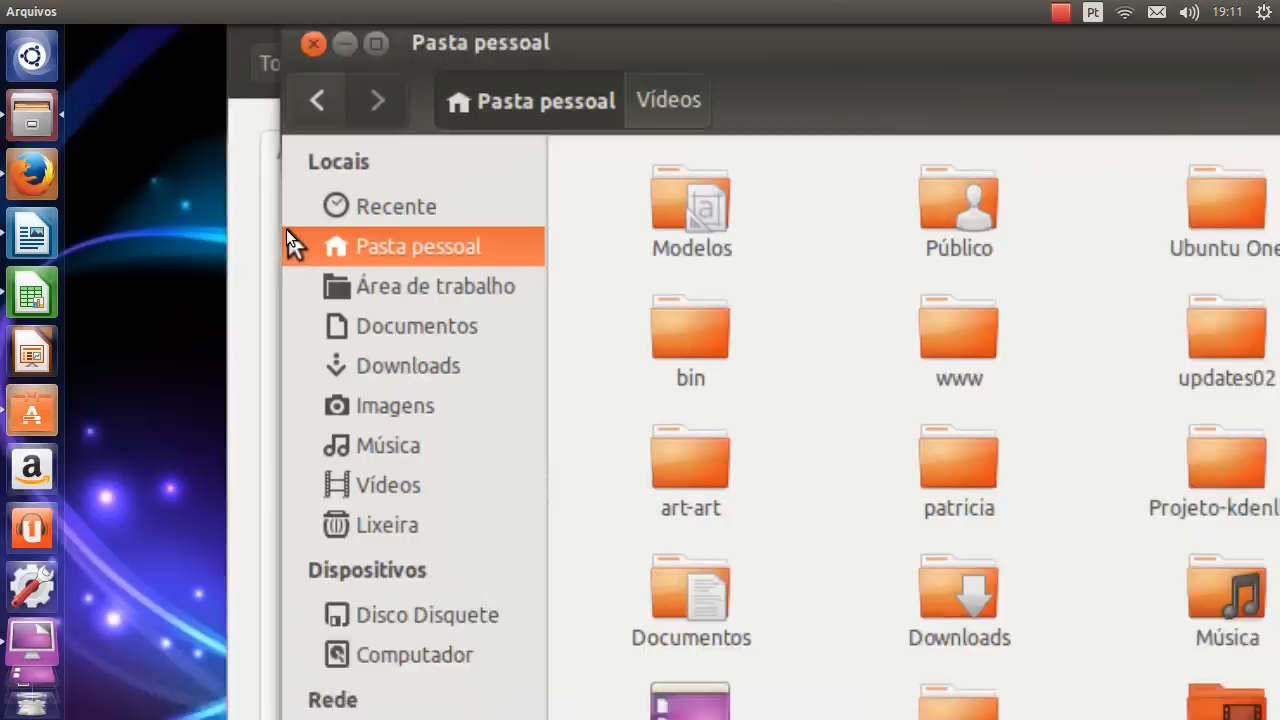 Arquivos
Pt
19:11
To
Pasta pessoal
Pasta pessoal
Vídeos
Locais
Recente
Pasta pessoal
Área de trabalho
Documentos
Downloads
Imagens
Música
Vídeos
Lixeira
Dispositivos
Disco Disquete
Computador
Rede
Modelos
Público
Ubuntu One
bin
www
updates02
art-art
patricia
Projeto-kdenl
Documentos
Downloads
Música